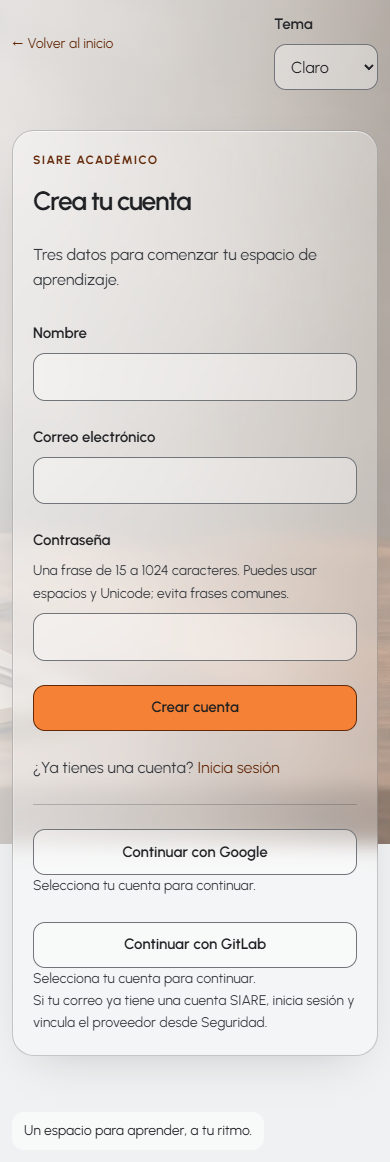 ← Volver al inicio
Tema
Claro
SIARE ACADÉMICO
Crea tu cuenta
Tres datos para comenzar tu espacio de
aprendizaje.
Nombre
Correo electrónico
Contraseña
Una frase de 15 a 1024 caracteres. Puedes usar
espacios y Unicode; evita frases comunes.
Crear cuenta
¿Ya tienes una cuenta? Inicia sesión
Continuar con Google
Selecciona tu cuenta para continuar.
Continuar con GitLab
Selecciona tu cuenta para continuar.
Si tu correo ya tiene una cuenta SIARE, inicia sesión y
vincula el proveedor desde Seguridad.
Un espacio para aprender, a tu ritmo.